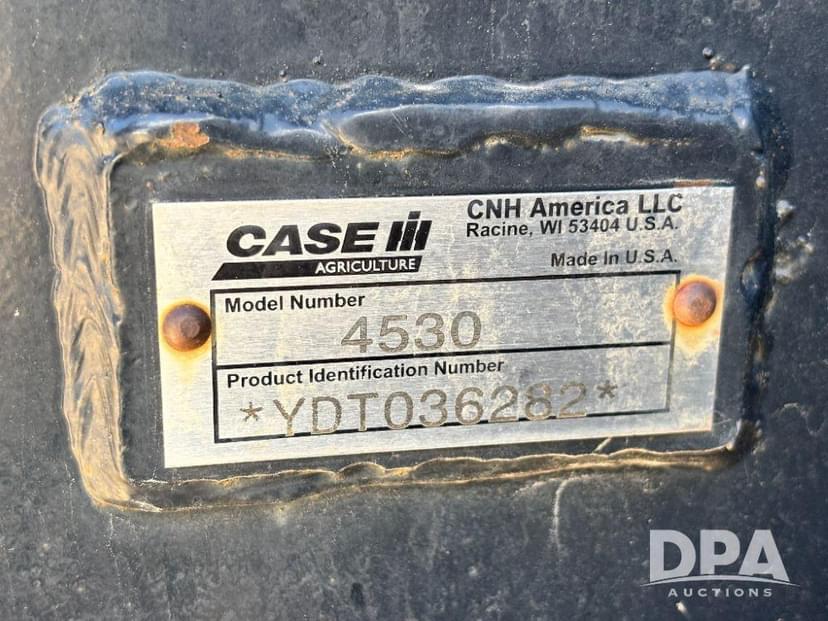 CASE IH
AGRICULTURE
CNH America LLC
Racine, WI 53404 U.S.A.
Made In U.S.A.
Model Number
4530
Product Identification Number
*YDT036282*
DPA
AUCTIONS